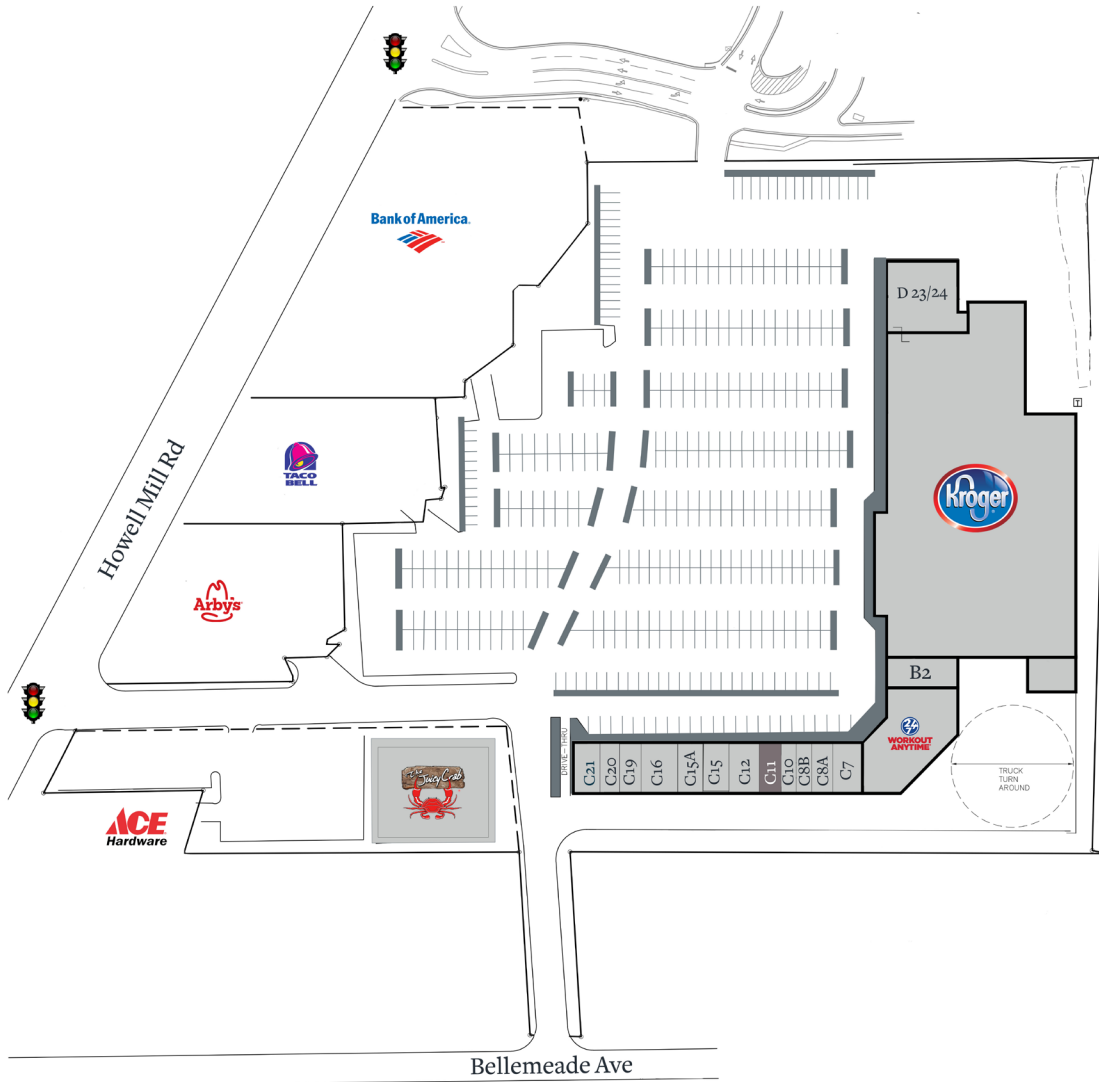 Bank of America
D 23/24
Howell Mill Rd
TACO
BELL
Kroger
Arby's
B2
24
7
WORKOUT
ANYTIME
DRIVE-THRU
C21
C20
C19
C16
C15A
C15
C12
C11
C10
C8B
C8A
C7
TRUCK
TURN
AROUND
The
Juicy Crab
ACE
Hardware
T
Bellemeade Ave